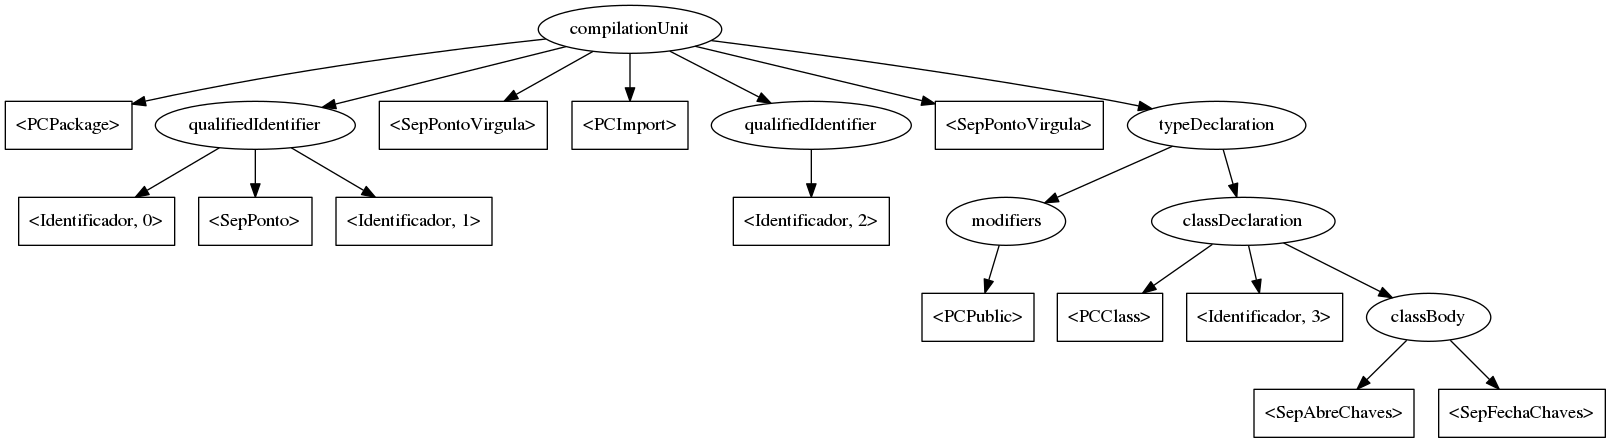 compilationUnit
<PCPackage>
qualifiedIdentifier
<SepPontoVirgula>
<PCImport>
qualifiedIdentifier
<SepPontoVirgula>
typeDeclaration
<Identificador, 0>
<SepPonto>
<Identificador, 1>
<Identificador, 2>
modifiers
classDeclaration
<PCPublic>
<PCClass>
<Identificador, 3>
classBody
<SepAbreChaves>
<SepFechaChaves>